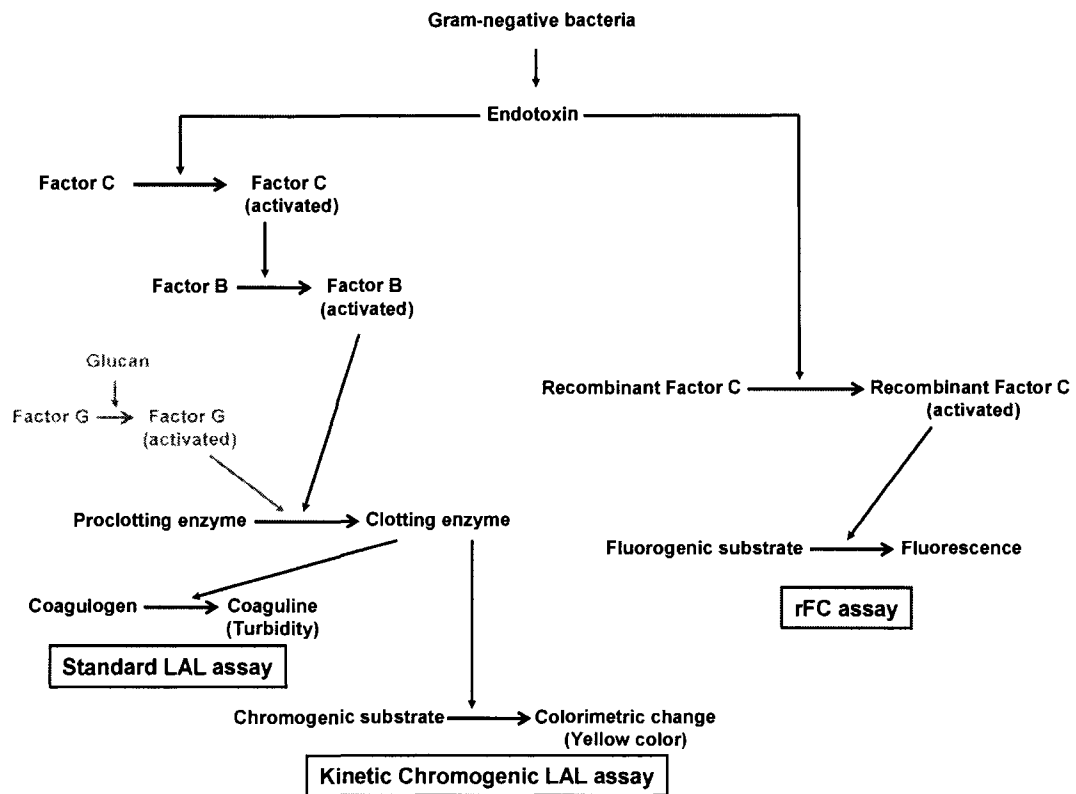 Gram-negative bacteria
Endotoxin
Factor C
Factor C
(activated)
Factor B
Factor B
(activated)
Glucan
Factor G
Factor G
(activated)
Recombinant Factor C
Recombinant Factor C
(activated)
Proclotting enzyme
Clotting enzyme
Fluorogenic substrate
Fluorescence
rFC assay
Coagulogen
Coaguline
(Turbidity)
Standard LAL assay
Chromogenic substrate
Colorimetric change
(Yellow color)
Kinetic Chromogenic LAL assay